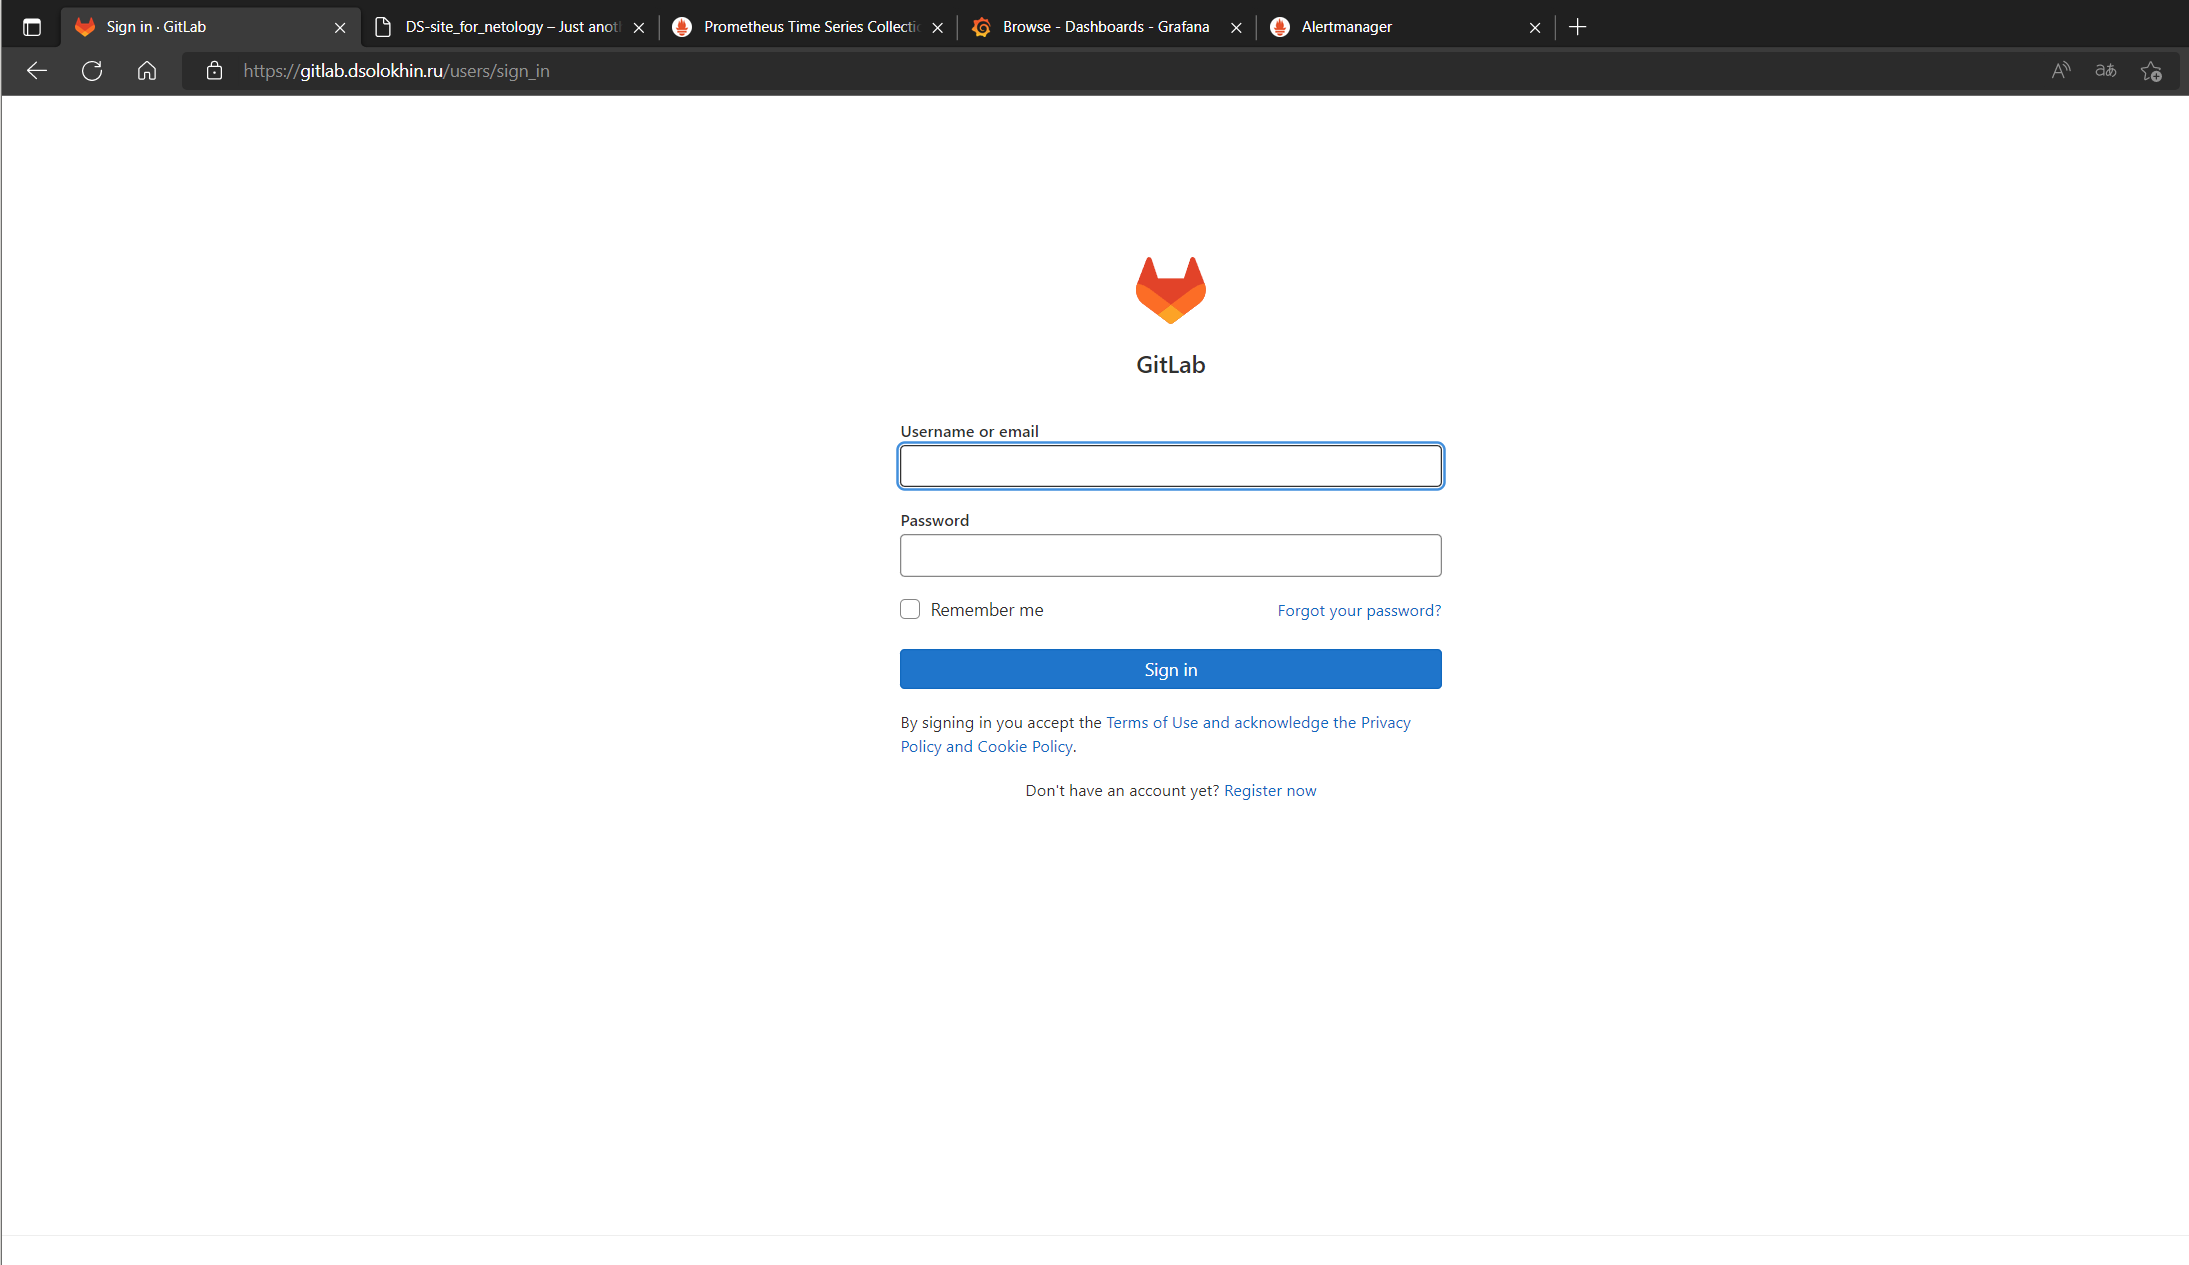 Sign in · GitLab
DS-site_for_netology – Just anoth
Prometheus Time Series Collectio
Browse - Dashboards - Grafana
Alertmanager
https://gitlab.dsolokhin.ru/users/sign_in
GitLab
Username or email
Password
Remember me
Forgot your password?
Sign in
By signing in you accept the Terms of Use and acknowledge the Privacy
Policy and Cookie Policy.
Don't have an account yet? Register now